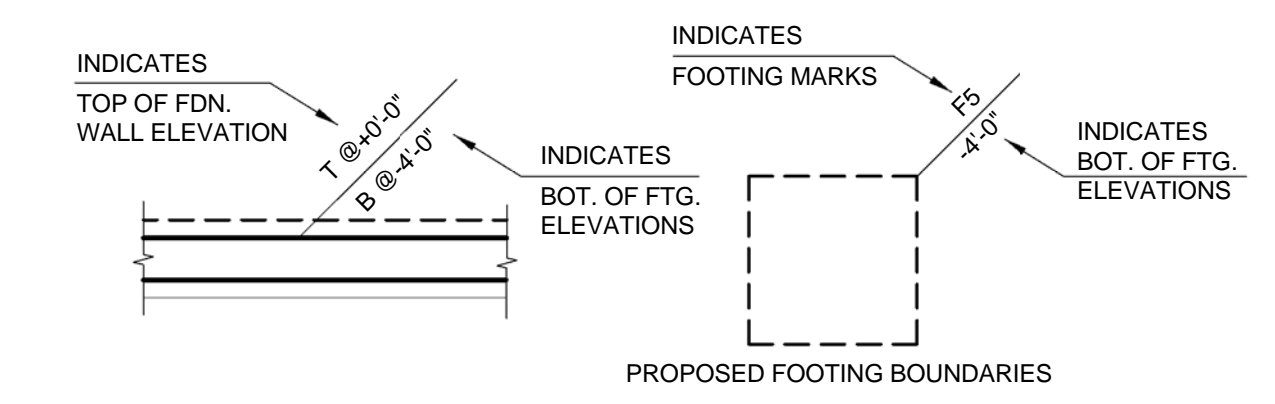 INDICATES
TOP OF FDN.
WALL ELEVATION
T @+0'-0"
B @-4'-0"
INDICATES
BOT. OF FTG.
ELEVATIONS
INDICATES
FOOTING MARKS
F5
-4'-0"
INDICATES
BOT. OF FTG.
ELEVATIONS
PROPOSED FOOTING BOUNDARIES